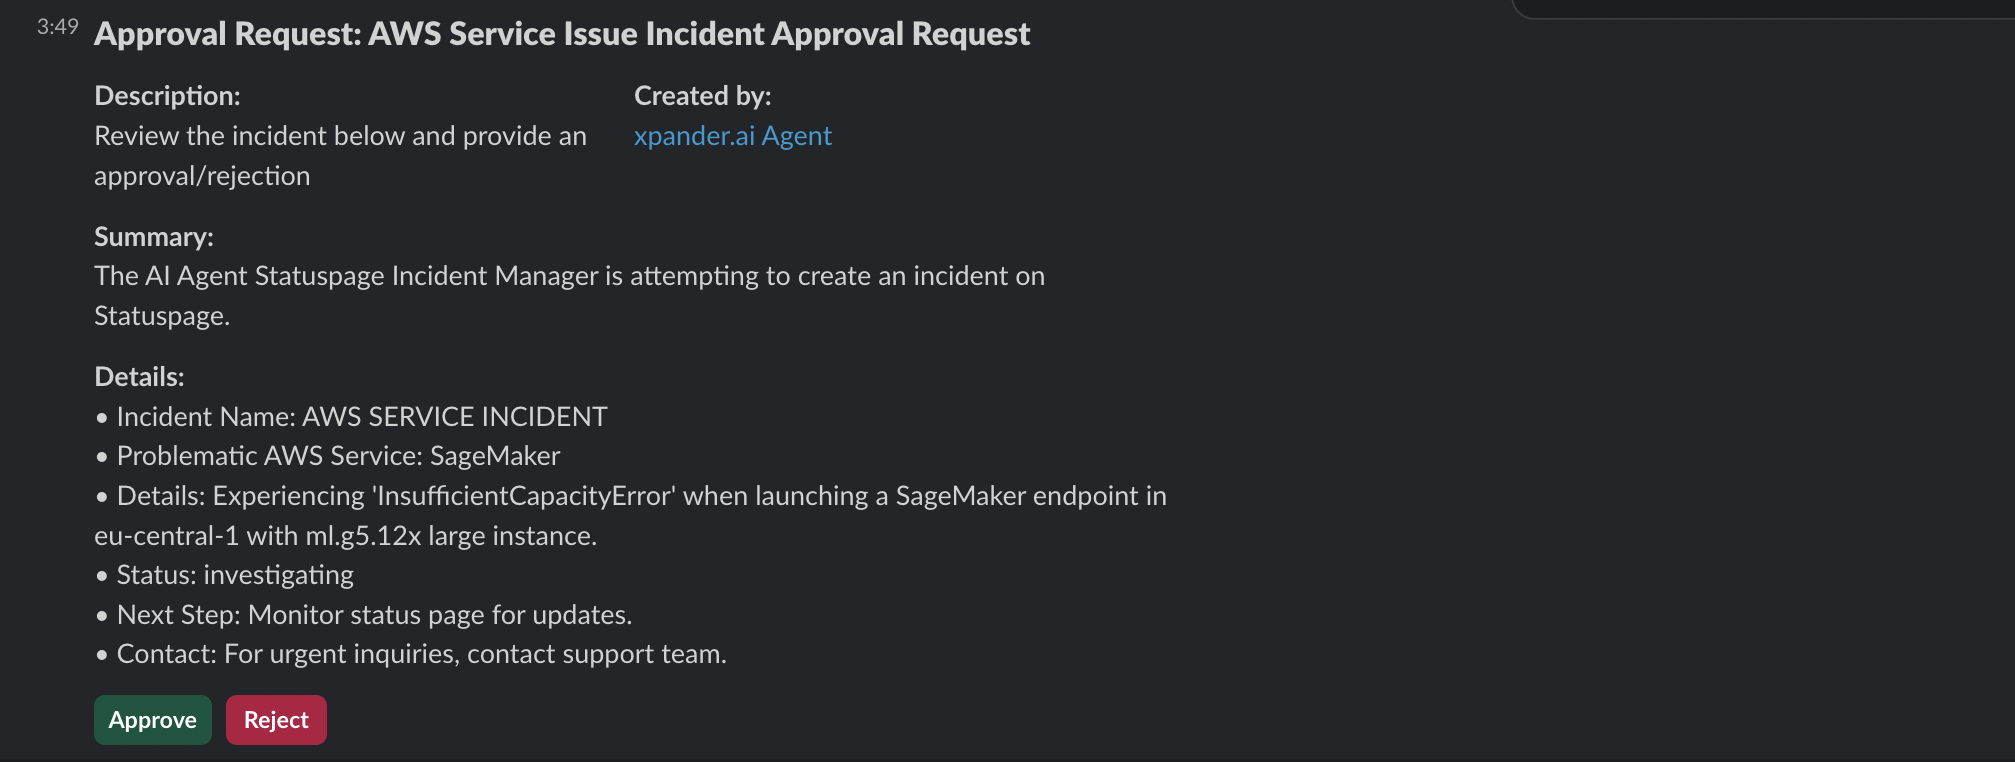 3:49
Approval Request: AWS Service Issue Incident Approval Request
Description:
Review the incident below and provide an
approval/rejection
Created by:
xpander.ai Agent
Summary:
The AI Agent Statuspage Incident Manager is attempting to create an incident on
Statuspage.
Details:
• Incident Name: AWS SERVICE INCIDENT
• Problematic AWS Service: SageMaker
• Details: Experiencing 'InsufficientCapacityError' when launching a SageMaker endpoint in
eu-central-1 with ml.g5.12x large instance.
• Status: investigating
• Next Step: Monitor status page for updates.
• Contact: For urgent inquiries, contact support team.
Approve
Reject